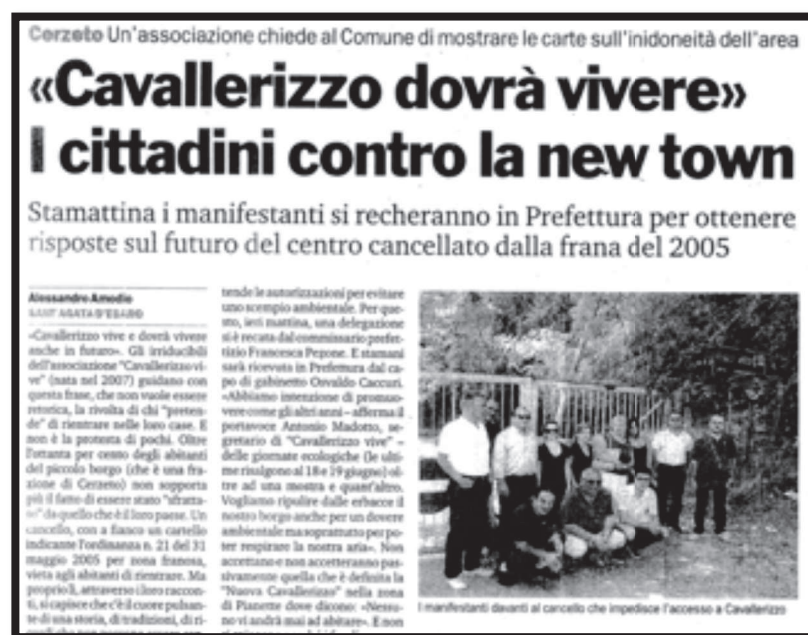 Cerzeto Un'associazione chiede al Comune di mostrare le carte sull'inidoneità dell'area
«Cavallerizzo dovrà vivere»
I cittadini contro la new town
Stamattina i manifestanti si recheranno in Prefettura per ottenere
risposte sul futuro del centro cancellato dalla frana del 2005
Alessandro Amodio
SANT'AGATA D'ESARO
«Cavallerizzo vive e dovrà vivere
anche in futuro». Gli irriducibili
dell'associazione "Cavallerizzo vi-
ve" (nata nel 2007) guidano con
questa frase, che non vuole essere
retorica, la rivolta di chi "preten-
de" di rientrare nelle loro case. E
non è la protesta di pochi. Oltre
l'ottanta per cento degli abitanti
del piccolo borgo (che è una fra-
zione di Cerzeto) non sopporta
più il fatto di essere stato "sfratta-
to" da quello che è il loro paese. Un
cancello, con a fianco un cartello
indicante l'ordinanza n. 21 del 31
maggio 2005 per zona franosa,
vieta agli abitanti di rientrare. Ma
proprio lì, attraverso i loro raccon-
ti, si capisce che c'è il cuore pulsan-
te di una storia, di tradizioni, di ri-
tende le autorizzazioni per evitare
uno scempio ambientale. Per que-
sto, ieri mattina, una delegazione
si è recata dal commissario prefet-
tizio Francesca Pepone. E stamani
sarà ricevuta in Prefettura dal ca-
po di gabinetto Osvaldo Caccuri.
«Abbiamo intenzione di promuo-
vere come gli altri anni – afferma il
portavoce Antonio Madotto, se-
gretario di "Cavallerizzo vive" –
delle giornate ecologiche (le ulti-
me risulgono al 18 e 19 giugno) ol-
tre ad una mostra e quant'altro.
Vogliamo ripulire dalle erbacce il
nostro borgo anche per un dovere
ambientale ma soprattutto per po-
ter respirare la nostra aria». Non
accettano e non accetteranno pas-
sivamente quella che è definita la
"Nuova Cavallerizzo" nella zona
di Pianette dove dicono: «Nessu-
no vi andrà mai ad abitare». E non
I manifestanti davanti al cancello che impedisce l'accesso a Cavallerizzo